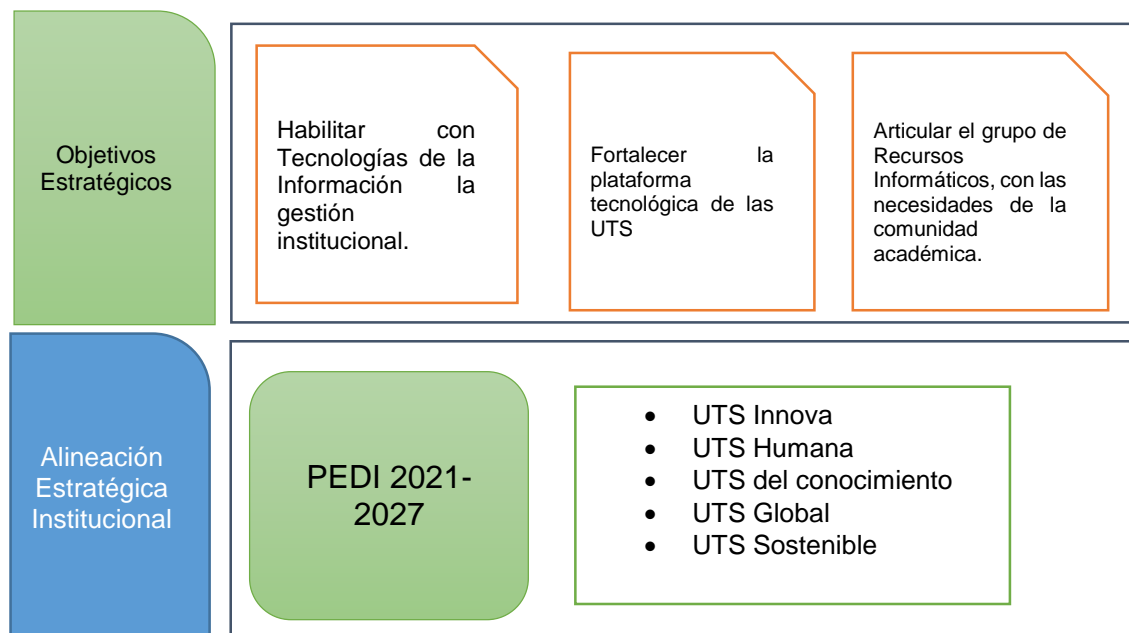 Objetivos
Estratégicos
Habilitar con
Tecnologías de la
Información la
gestión
institucional.
Fortalecer la
plataforma
tecnológica de las
UTS
Articular el grupo de
Recursos
Informáticos, con las
necesidades de la
comunidad
académica.
Alineación
Estratégica
Institucional
PEDI 2021-
2027
• UTS Innova
• UTS Humana
• UTS del conocimiento
• UTS Global
• UTS Sostenible